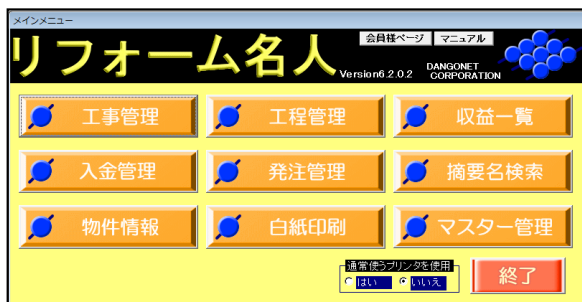 メインメニュー
会員様ページ マニュアル
リフォーム名人
Version6.2.0.2
DANGONET
CORPORATION
工事管理 工程管理 収益一覧
入金管理 発注管理 摘要名検索
物件情報 白紙印刷 マスター管理
通常使うプリンタを使用
はい いいえ
終了